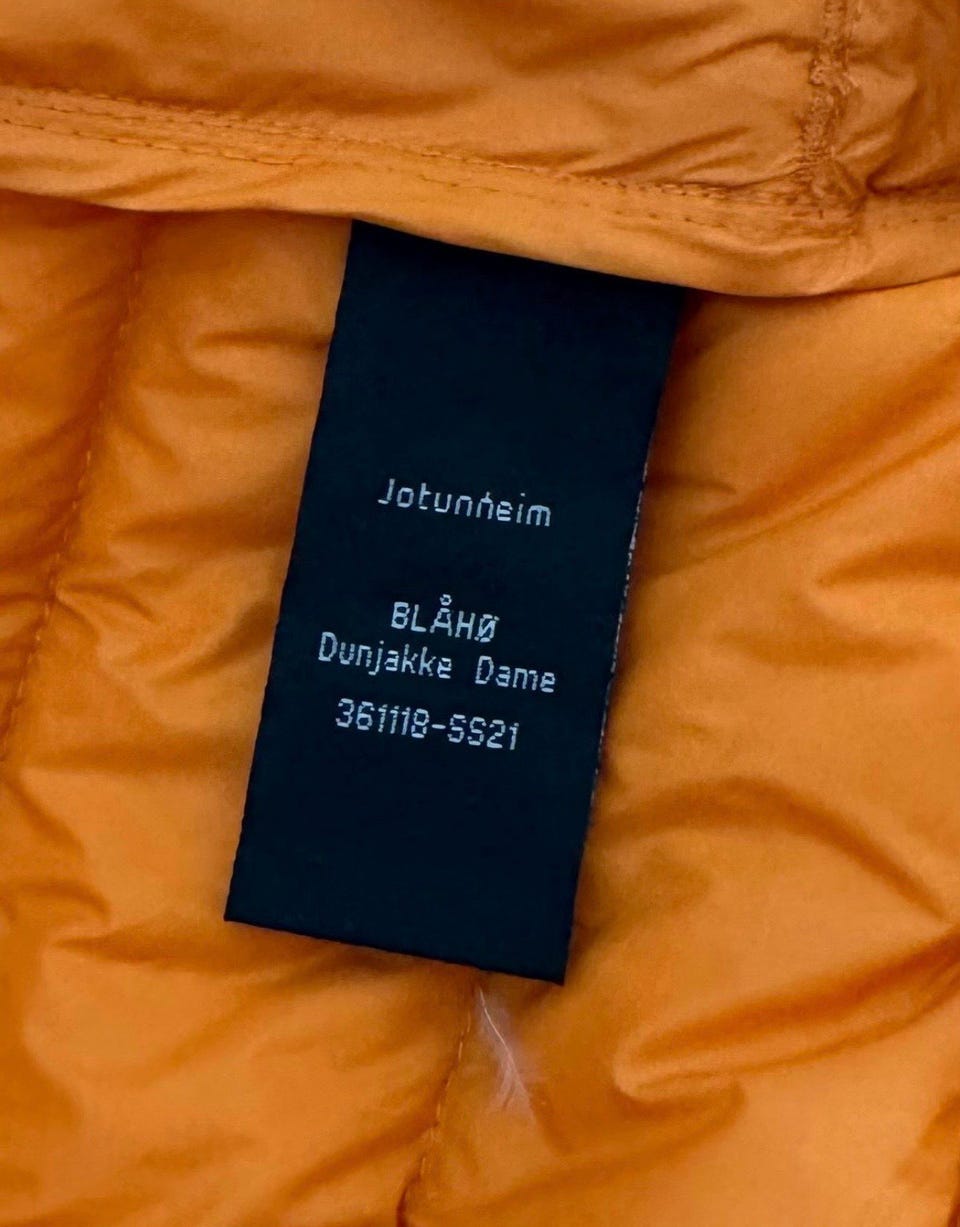 Jotunheim
BLÅHØ
Dunjakke Dame
361118-SS21